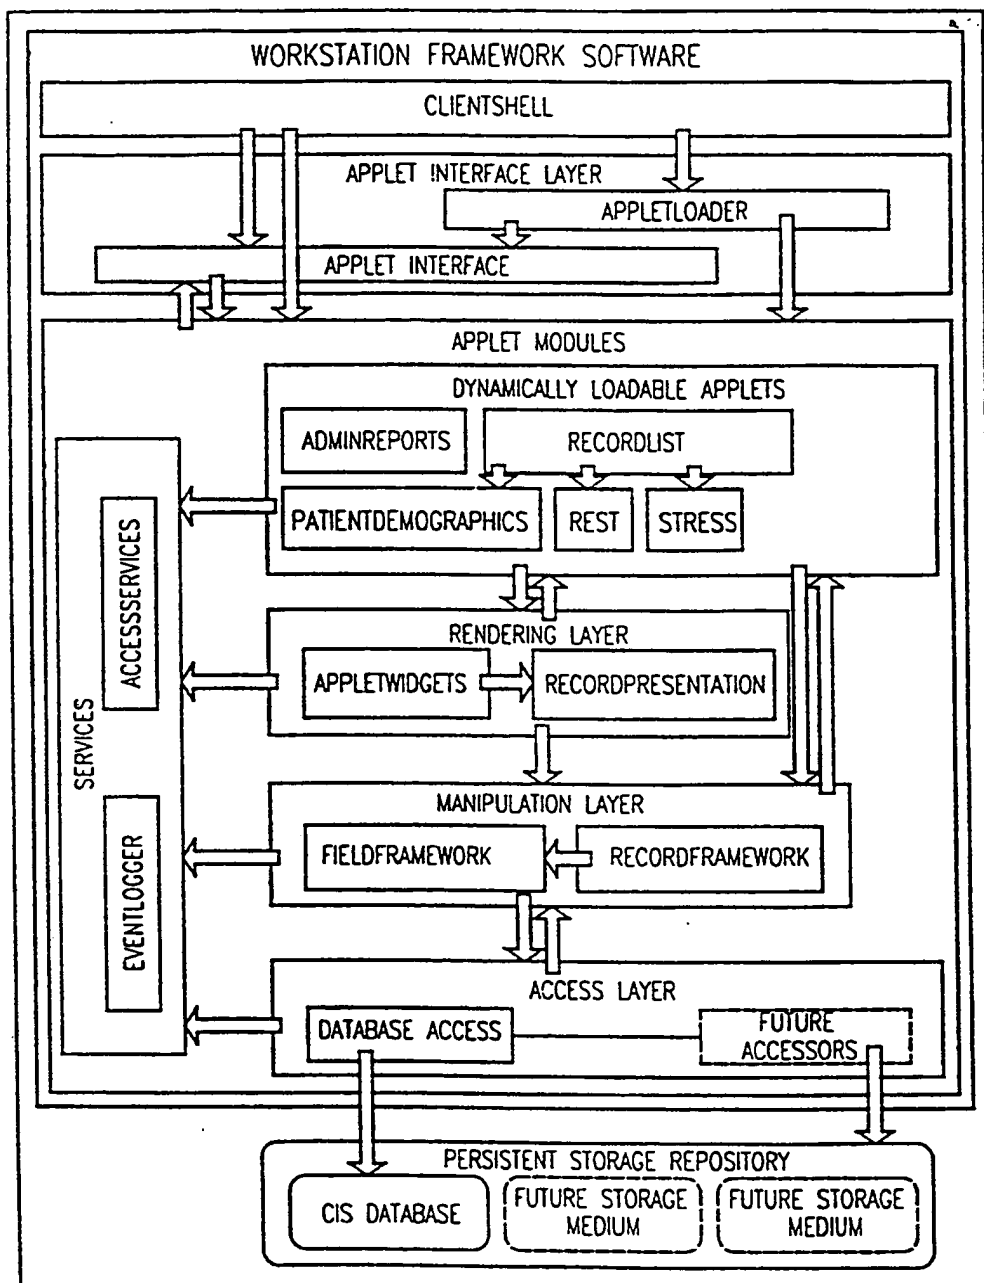 WORKSTATION FRAMEWORK SOFTWARE
CLIENTSHELL
APPLET INTERFACE LAYER
APPLETLOADER
APPLET INTERFACE
APPLET MODULES
DYNAMICALLY LOADABLE APPLETS
ADMINREPORTS
RECORDLIST
PATIENTDEMOGRAPHICS
REST
STRESS
SERVICES
ACCESSSERVICES
EVENTLOGGER
RENDERING LAYER
APPLETWIDGETS
RECORDPRESENTATION
MANIPULATION LAYER
FIELDFRAMEWORK
RECORDFRAMEWORK
ACCESS LAYER
DATABASE ACCESS
FUTURE
ACCESSORS
PERSISTENT STORAGE REPOSITORY
CIS DATABASE
FUTURE STORAGE
MEDIUM
FUTURE STORAGE
MEDIUM